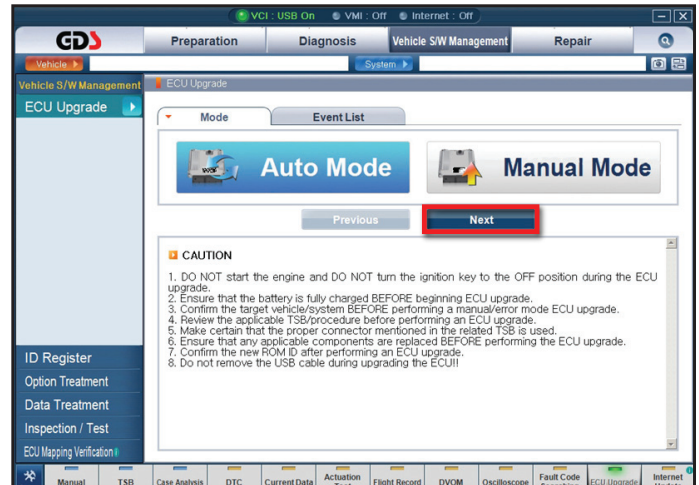 VCI : USB On VMI : Off Internet : Off
GDS Preparation Diagnosis Vehicle S/W Management Repair
Vehicle System
Vehicle S/W Management ECU Upgrade
ECU Upgrade
Mode Event List
Auto Mode Manual Mode
Previous Next
CAUTION
1. DO NOT start the engine and DO NOT turn the ignition key to the OFF position during the ECU
upgrade.
2. Ensure that the battery is fully charged BEFORE beginning ECU upgrade.
3. Confirm the target vehicle/system BEFORE performing a manual/error mode ECU upgrade.
4. Review the applicable TSB/procedure before performing an ECU upgrade.
5. Make certain that the proper connector mentioned in the related TSB is used.
6. Ensure that any applicable components are replaced BEFORE performing the ECU upgrade.
7. Confirm the new ROM ID after performing an ECU upgrade.
8. Do not remove the USB cable during upgrading the ECU!!
ID Register
Option Treatment
Data Treatment
Inspection / Test
ECU Mapping Verification
Manual TSB Case Analysis DTC Current Data Actuation Flight Record DVOM Oscilloscope Fault Code ECU Upgrade Internet